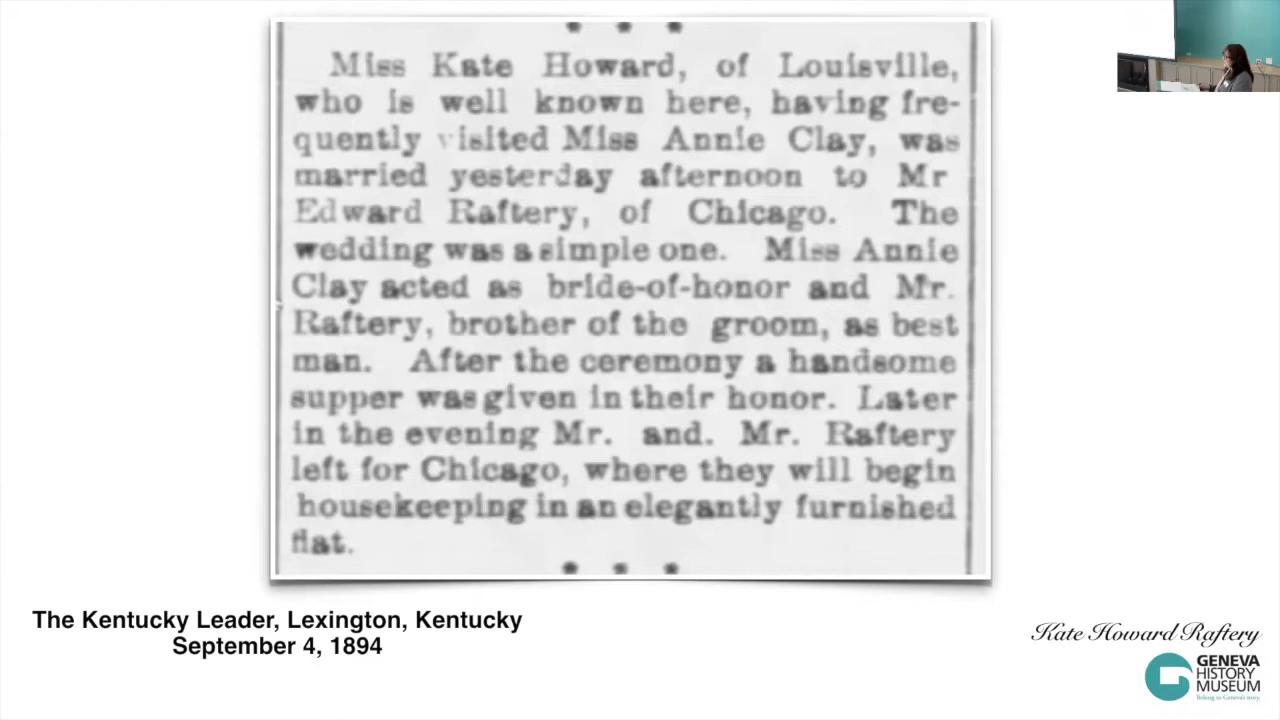 Miss Kate Howard, of Louisville,
who is well known here, having fre-
quently visited Miss Annie Clay, was
married yesterday afternoon to Mr
Edward Raftery, of Chicago. The
wedding was a simple one. Miss Annie
Clay acted as bride-of-honor and Mr.
Raftery, brother of the groom, as best
man. After the ceremony a handsome
supper was given in their honor. Later
in the evening Mr. and. Mr. Raftery
left for Chicago, where they will begin
housekeeping in an elegantly furnished
flat.
The Kentucky Leader, Lexington, Kentucky
September 4, 1894
Kate Howard Raftery
GENEVA
HISTORY
MUSEUM
Belong to Geneva's story.